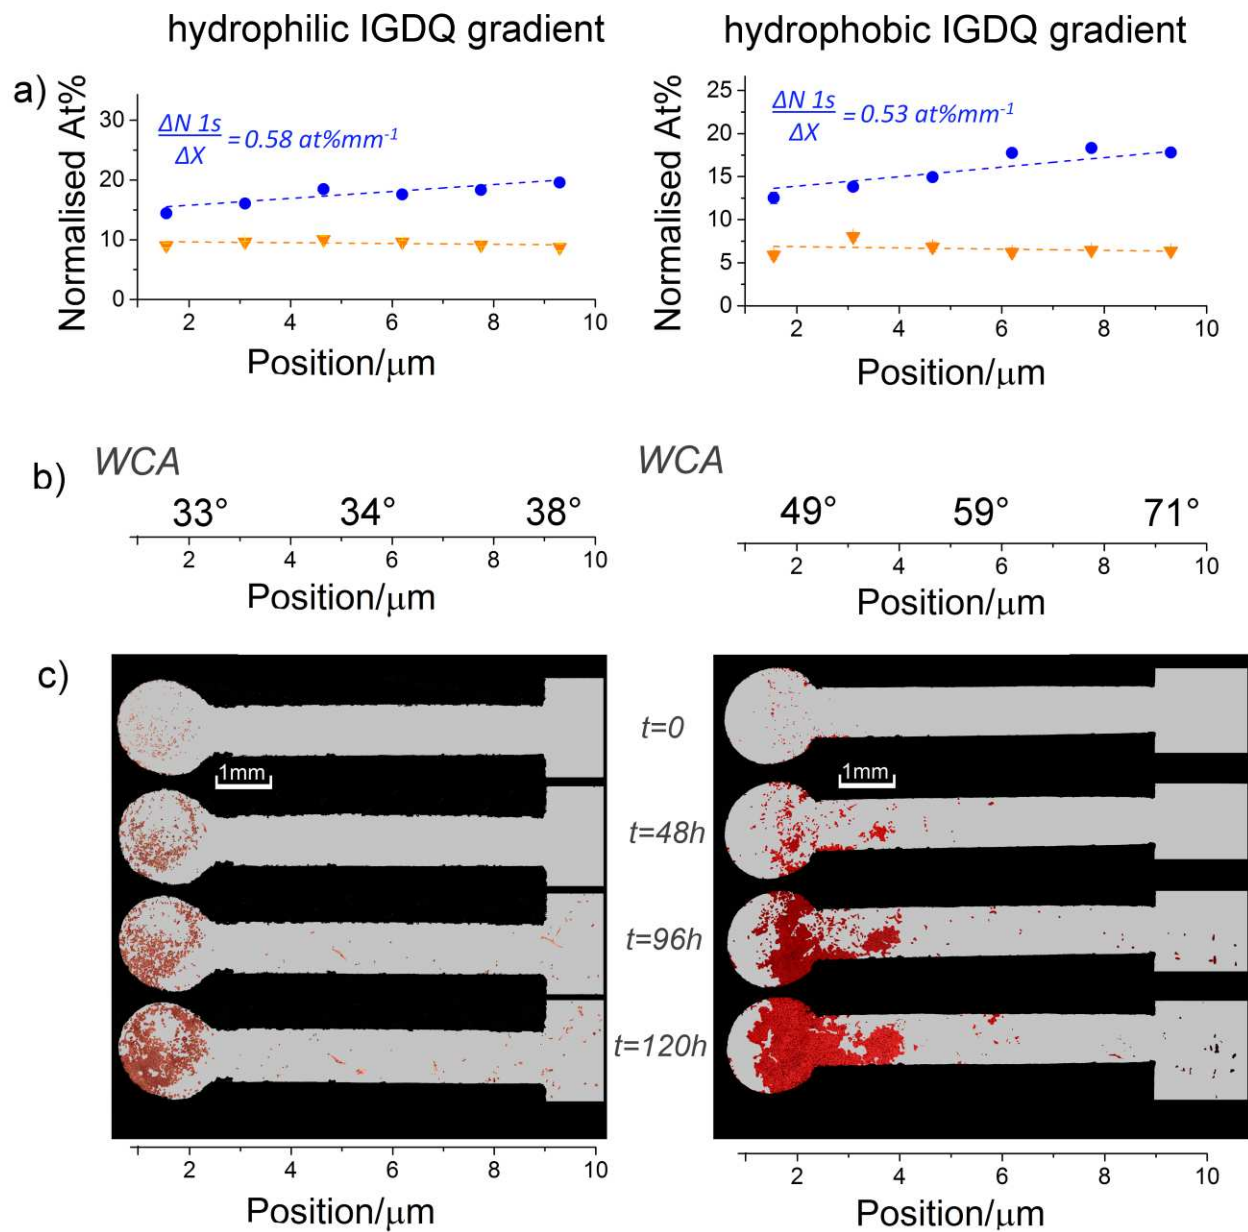 hydrophilic IGDQ gradient
hydrophobic IGDQ gradient
a)
Normalised At%
30
20
10
0
ΔN 1s
ΔX
= 0.58 at%mm⁻¹
2 4 6 8 10
Position/μm
Normalised At%
25
20
15
10
5
0
ΔN 1s
ΔX
= 0.53 at%mm⁻¹
2 4 6 8 10
Position/μm
b)
WCA
33° 34° 38°
2 4 6 8 10
Position/μm
WCA
49° 59° 71°
2 4 6 8 10
Position/μm
c)
1mm
t=0
t=48h
t=96h
t=120h
1mm
2 4 6 8 10
Position/μm
2 4 6 8 10
Position/μm